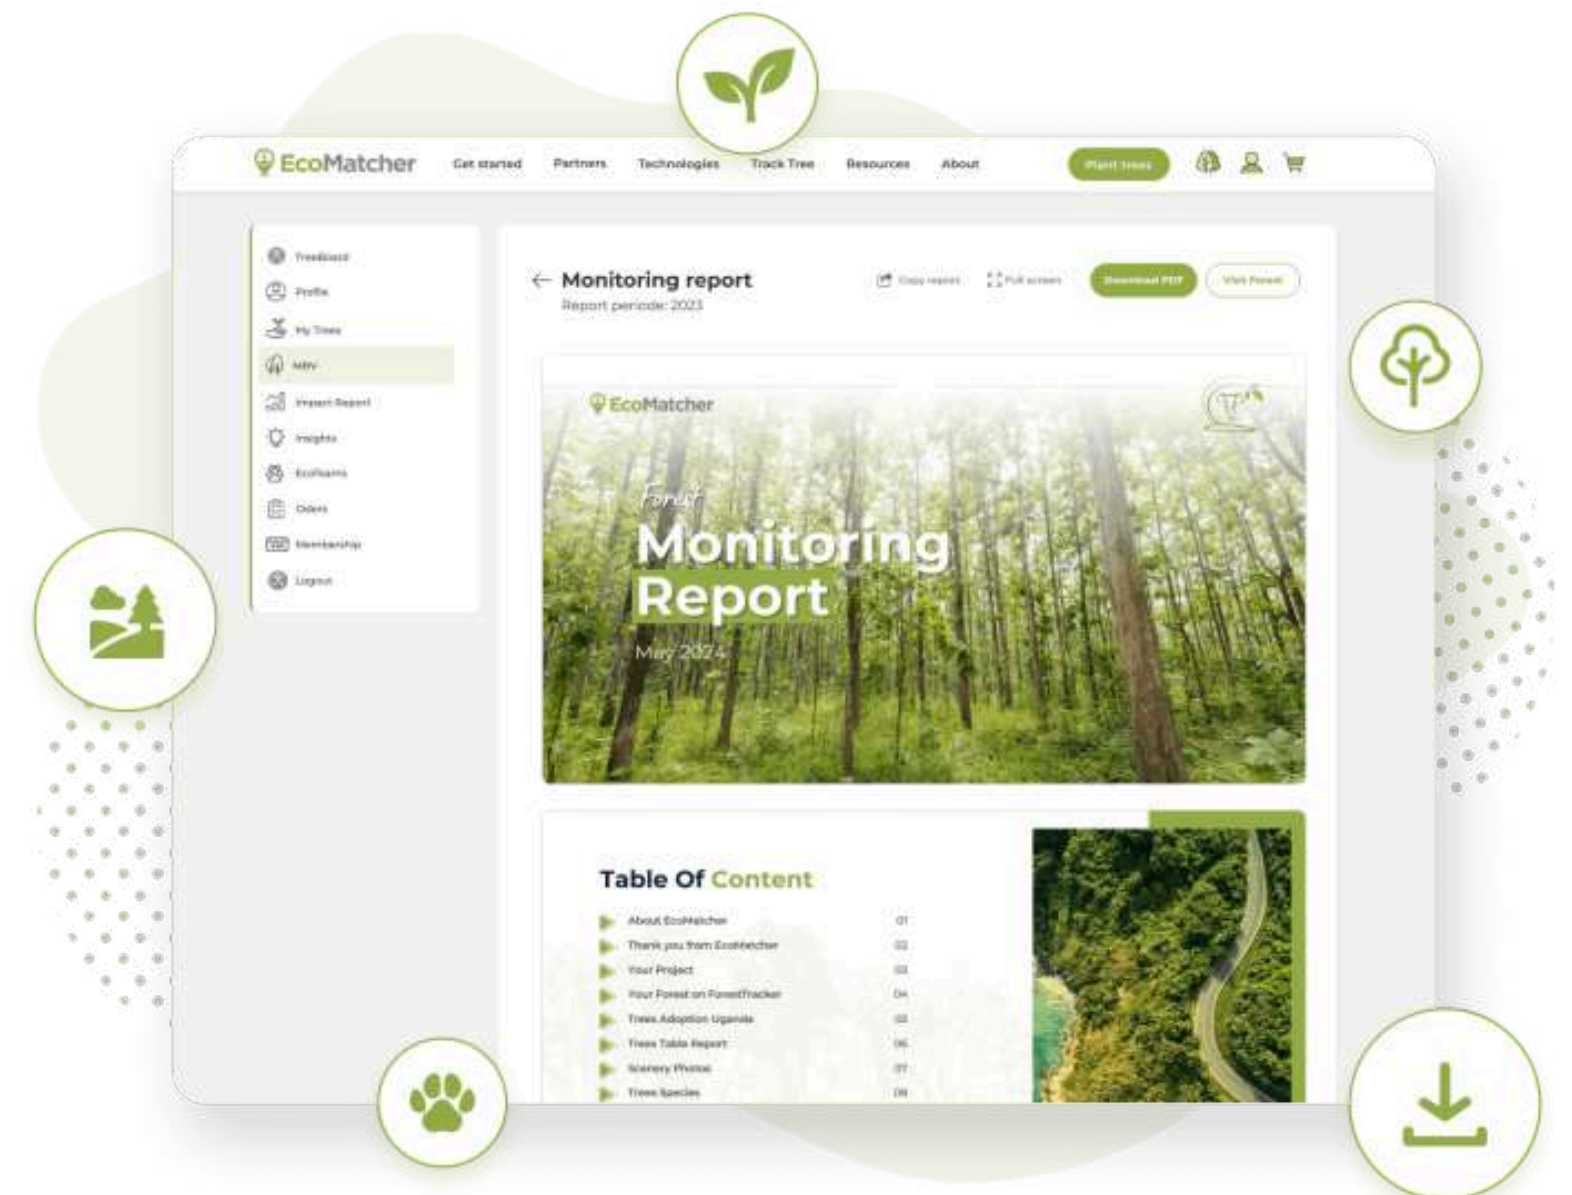 EcoMatcher
Get started
Partners
Technologies
Track Tree
Resources
About
Plant trees
Treeboard
Profile
My Trees
MRV
Impact Report
Insights
EcoTeams
Orders
Membership
Logout
Monitoring report
Report periode: 2023
Copy report
Full screen
Download PDF
Visit Forest
EcoMatcher
Forest
Monitoring
Report
May 2024
Table Of Content
About EcoMatcher 01
Thank you from EcoMatcher 02
Your Project 03
Your Forest on ForestTracker 04
Trees Adoption Uganda 05
Trees Table Report 06
Scenery Photos 07
Trees Species 08